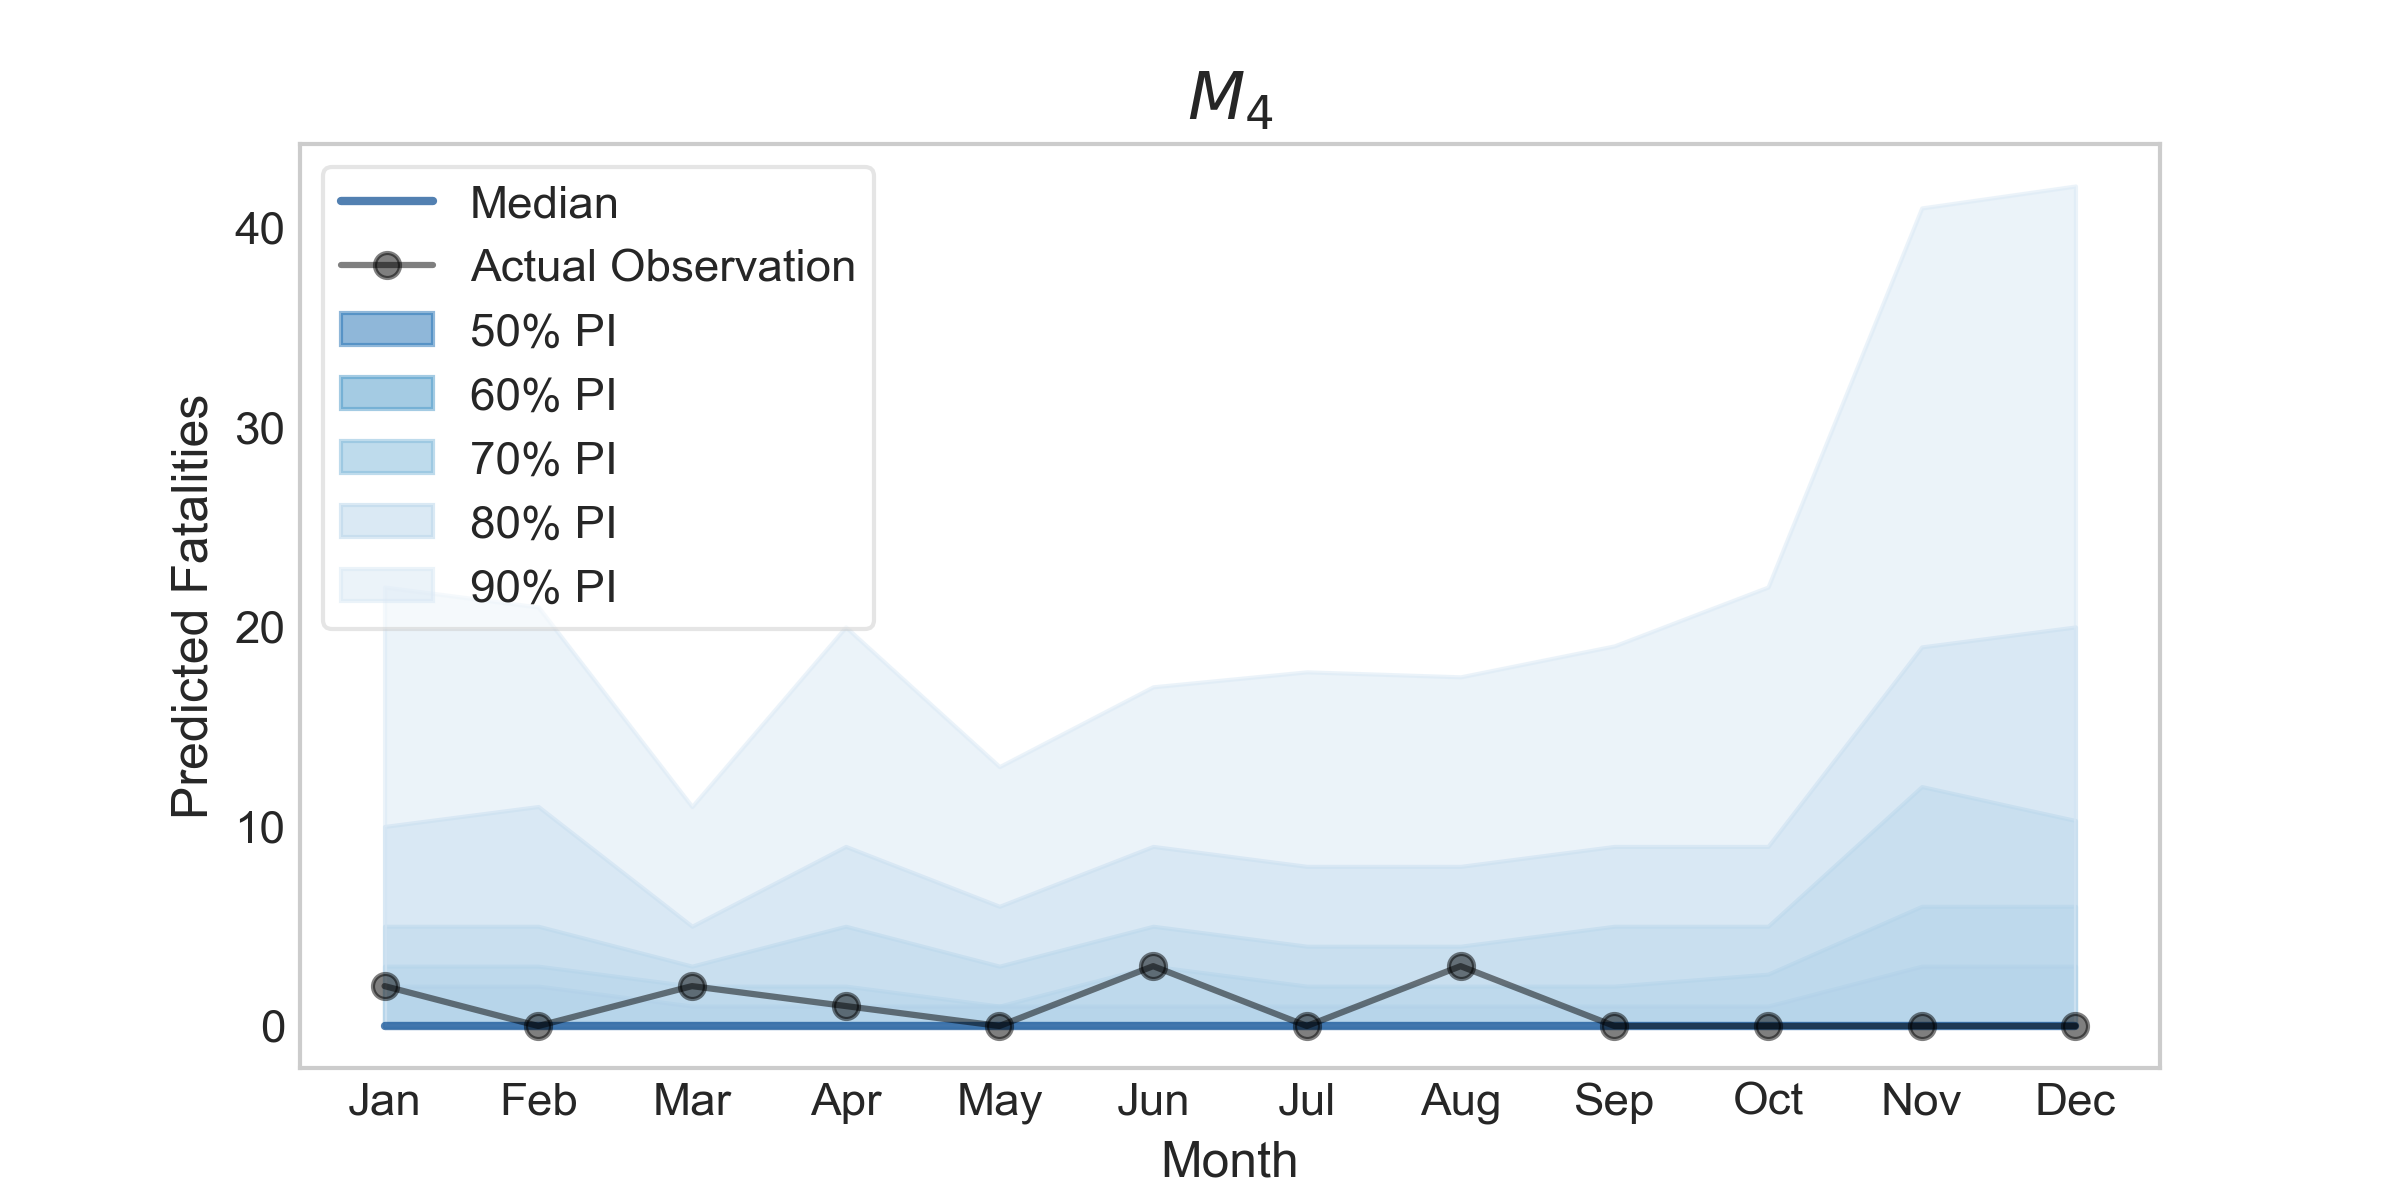 M4
Median
Actual Observation
50% PI
60% PI
70% PI
80% PI
90% PI
40
30
20
10
0
Predicted Fatalities
Jan Feb Mar Apr May Jun Jul Aug Sep Oct Nov Dec
Month